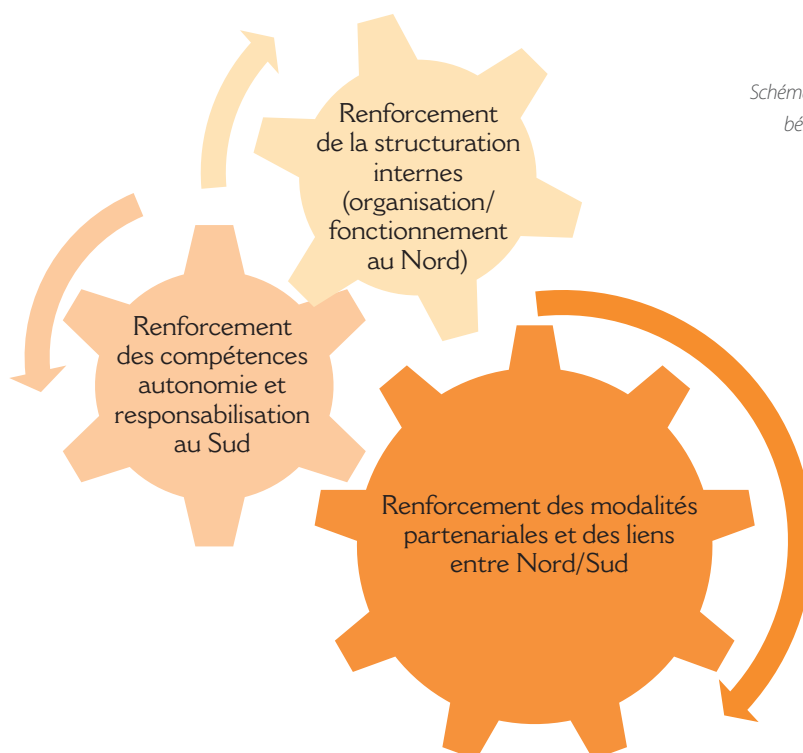 Renforcement
de la structuration
internes
(organisation/
fonctionnement
au Nord)
Renforcement
des compétences
autonomie et
responsabilisation
au Sud
Renforcement des modalités
partenariales et des liens
entre Nord/Sud